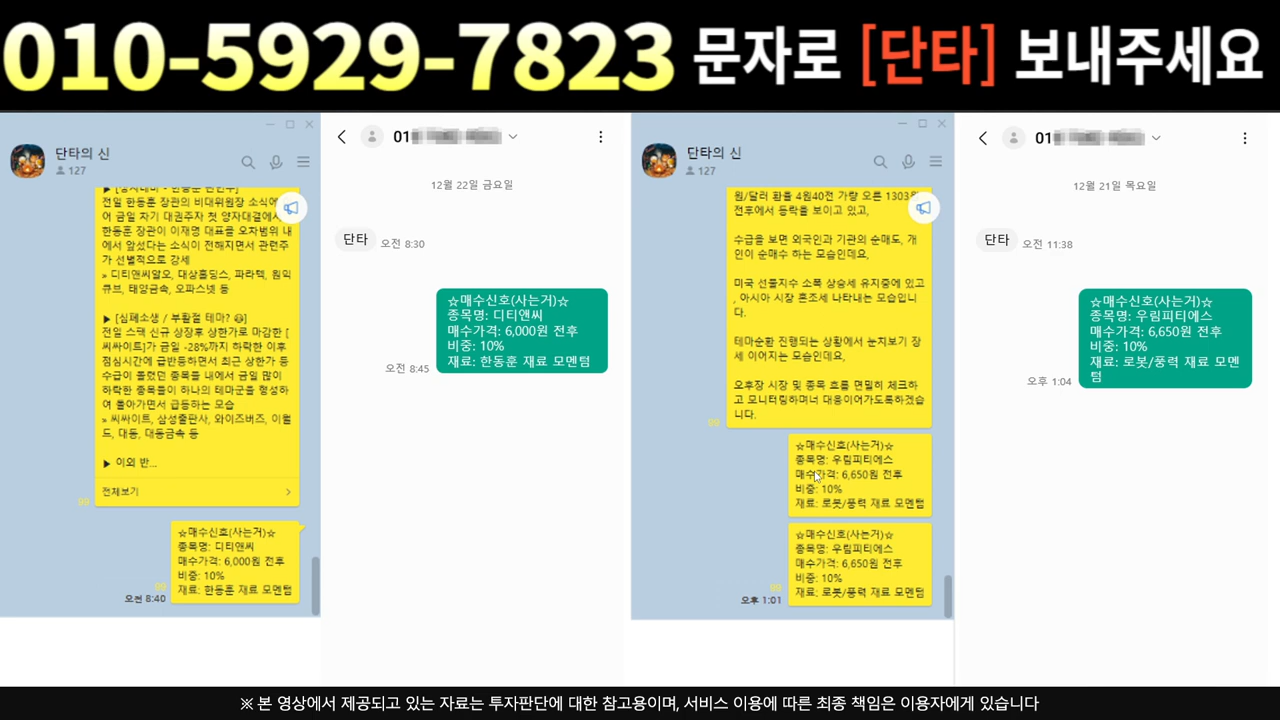 010-5929-7823 문자로 [단타] 보내주세요
단타의 신
127
전일 한동훈 장관의 비대위원장 소식에
어 금일 차기 대권주자 첫 양자대결에서
한동훈 장관이 이재명 대표를 오차범위 내
에서 앞섰다는 소식이 전해지면서 관련주
가 선별적으로 강세
» 디티앤씨알오, 대상홀딩스, 파라텍, 원익
큐브, 태양금속, 오파스넷 등
▶ [심폐소생 / 부활절 테마? 😅]
전일 스팩 신규 상장후 상한가로 마감한 [
씨싸이트]가 금일 -28%까지 하락한 이후
점심시간에 급반등하면서 최근 상한가 등
수급이 몰렸던 종목들 내에서 금일 많이
하락한 종목들이 하나의 테마군을 형성하
여 돌아가면서 급등하는 모습
» 씨싸이트, 삼성출판사, 와이즈버즈, 이월
드, 대동, 대동금속 등
▶ 이외 반...
전체보기
99
☆매수신호(사는거)☆
종목명: 디티앤씨
매수가격: 6,000원 전후
비중: 10%
재료: 한동훈 재료 모멘텀
99
오전 8:40
01
12월 22일 금요일
단타
오전 8:30
☆매수신호(사는거)☆
종목명: 디티앤씨
매수가격: 6,000원 전후
비중: 10%
재료: 한동훈 재료 모멘텀
오전 8:45
단타의 신
127
원/달러 환율 4원40전 가량 오른 1303원
전후에서 등락을 보이고 있고,
수급을 보면 외국인과 기관의 순매도, 개
인이 순매수 하는 모습인데요,
미국 선물지수 소폭 상승세 유지중에 있고
, 아시아 시장 혼조세 나타내는 모습입니
다.
테마순환 진행되는 상황에서 눈치보기 장
세 이어지는 모습인데요,
오후장 시장 및 종목 흐름 면밀히 체크하
고 모니터링하며너 대응이어가도록하겠습
니다.
99
☆매수신호(사는거)☆
종목명: 우림피티에스
매수가격: 6,650원 전후
비중: 10%
재료: 로봇/풍력 재료 모멘텀
☆매수신호(사는거)☆
종목명: 우림피티에스
매수가격: 6,650원 전후
비중: 10%
재료: 로봇/풍력 재료 모멘텀
99
오후 1:01
01
12월 21일 목요일
단타
오전 11:38
☆매수신호(사는거)☆
종목명: 우림피티에스
매수가격: 6,650원 전후
비중: 10%
재료: 로봇/풍력 재료 모멘
텀
오후 1:04
※ 본 영상에서 제공되고 있는 자료는 투자판단에 대한 참고용이며, 서비스 이용에 따른 최종 책임은 이용자에게 있습니다